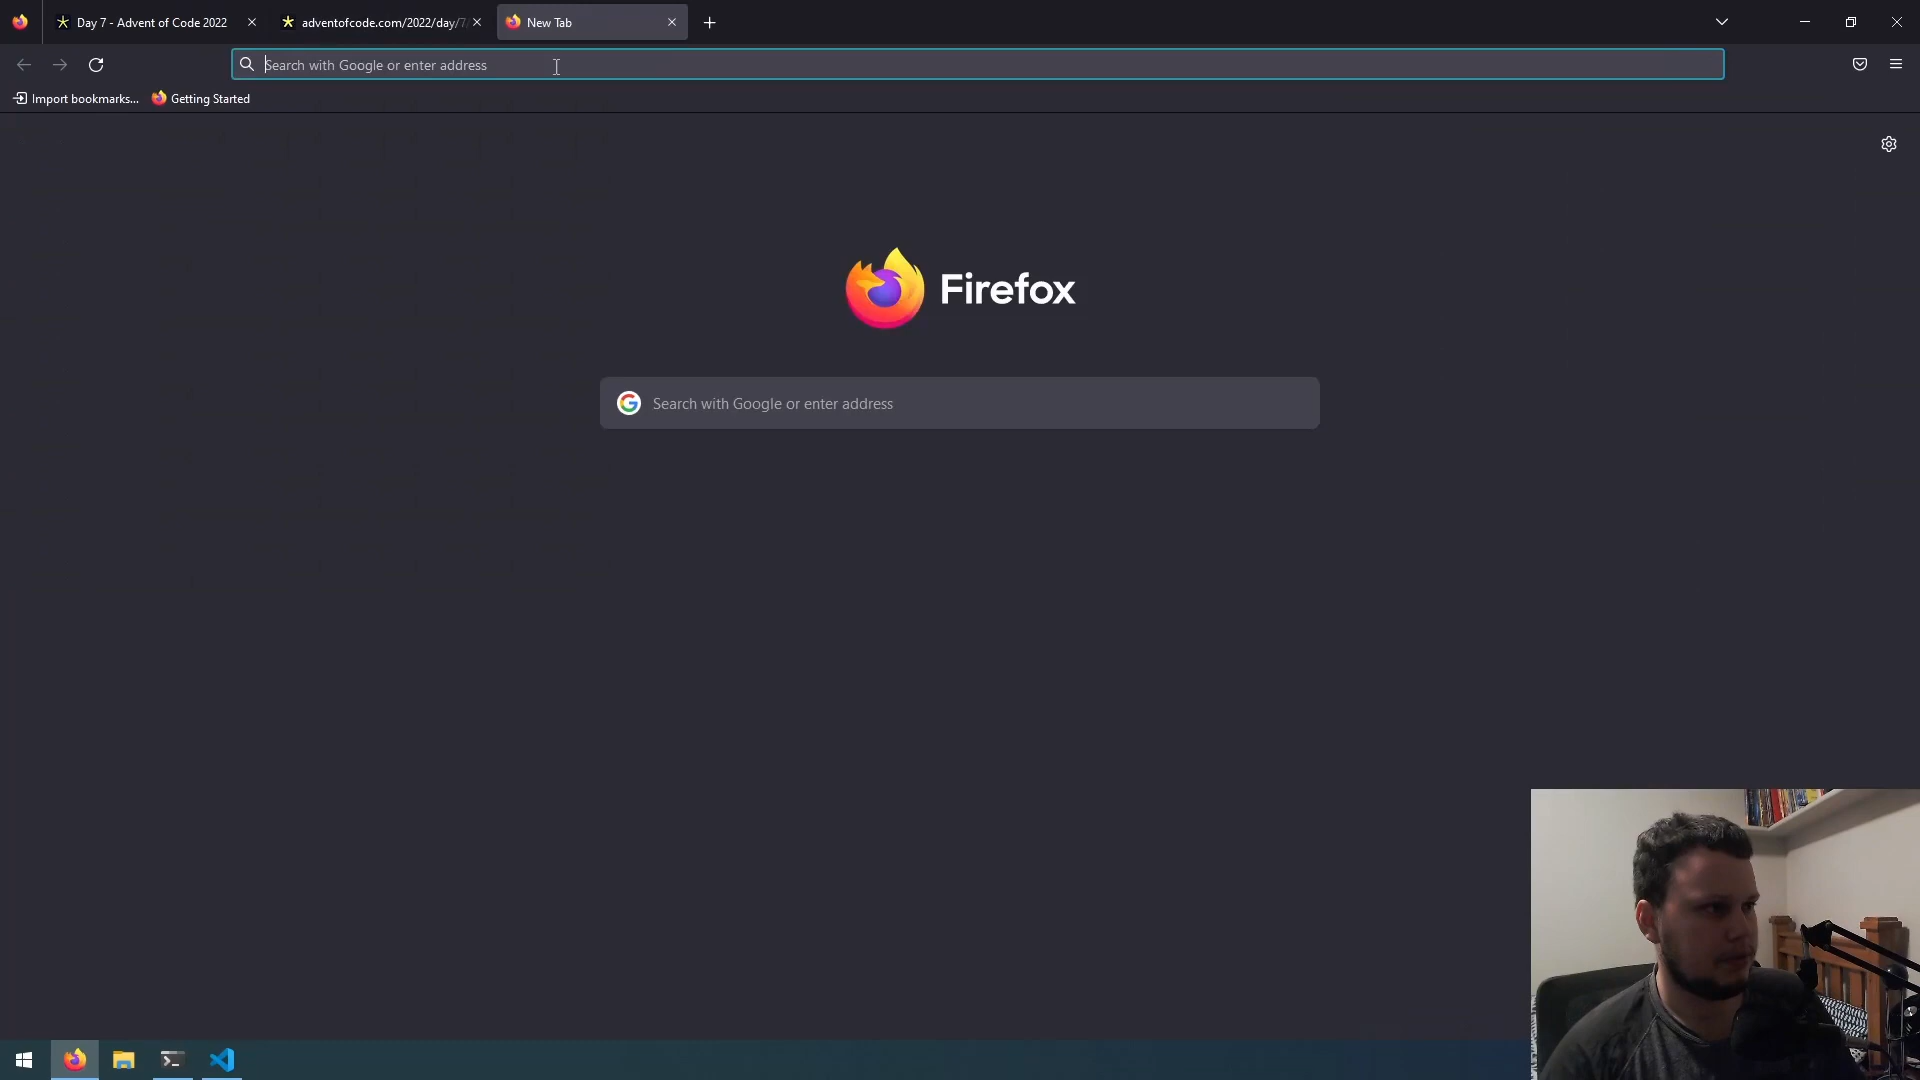 Day 7 - Advent of Code 2022
adventofcode.com/2022/day/7
New Tab
Search with Google or enter address
Import bookmarks...
Getting Started
Firefox
Search with Google or enter address